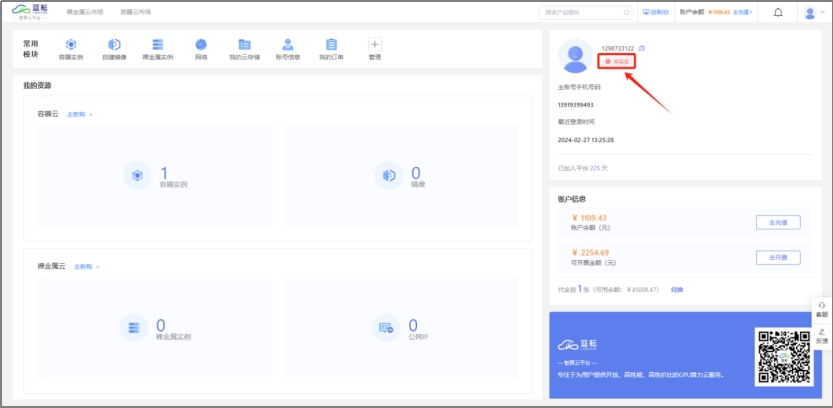 蓝耘
智算云平台
裸金属云市场 容器云市场
搜索产品模块
控制台 账户余额 ¥1109.43 去充值>
常用模块
容器实例 自建镜像 裸金属实例 网络 我的云存储 账号信息 我的订单 管理
1298733122
未实名
主账号手机号码
13919399493
最近登录时间
2024-02-27 13:25:28
已加入平台 225 天
我的资源
容器云 去新购 >
1
容器实例
0
镜像
裸金属云 去新购 >
0
裸金属实例
0
公网IP
账户信息
¥ 1109.43
账户余额（元）
去充值
¥ 2254.69
可开票金额（元）
去开票
代金券 1 张（可用余额：¥45008.47） 兑换
客服
反馈
蓝耘
— 智算云平台 —
专注于为用户提供开放、高性能、高性价比的GPU算力云服务。